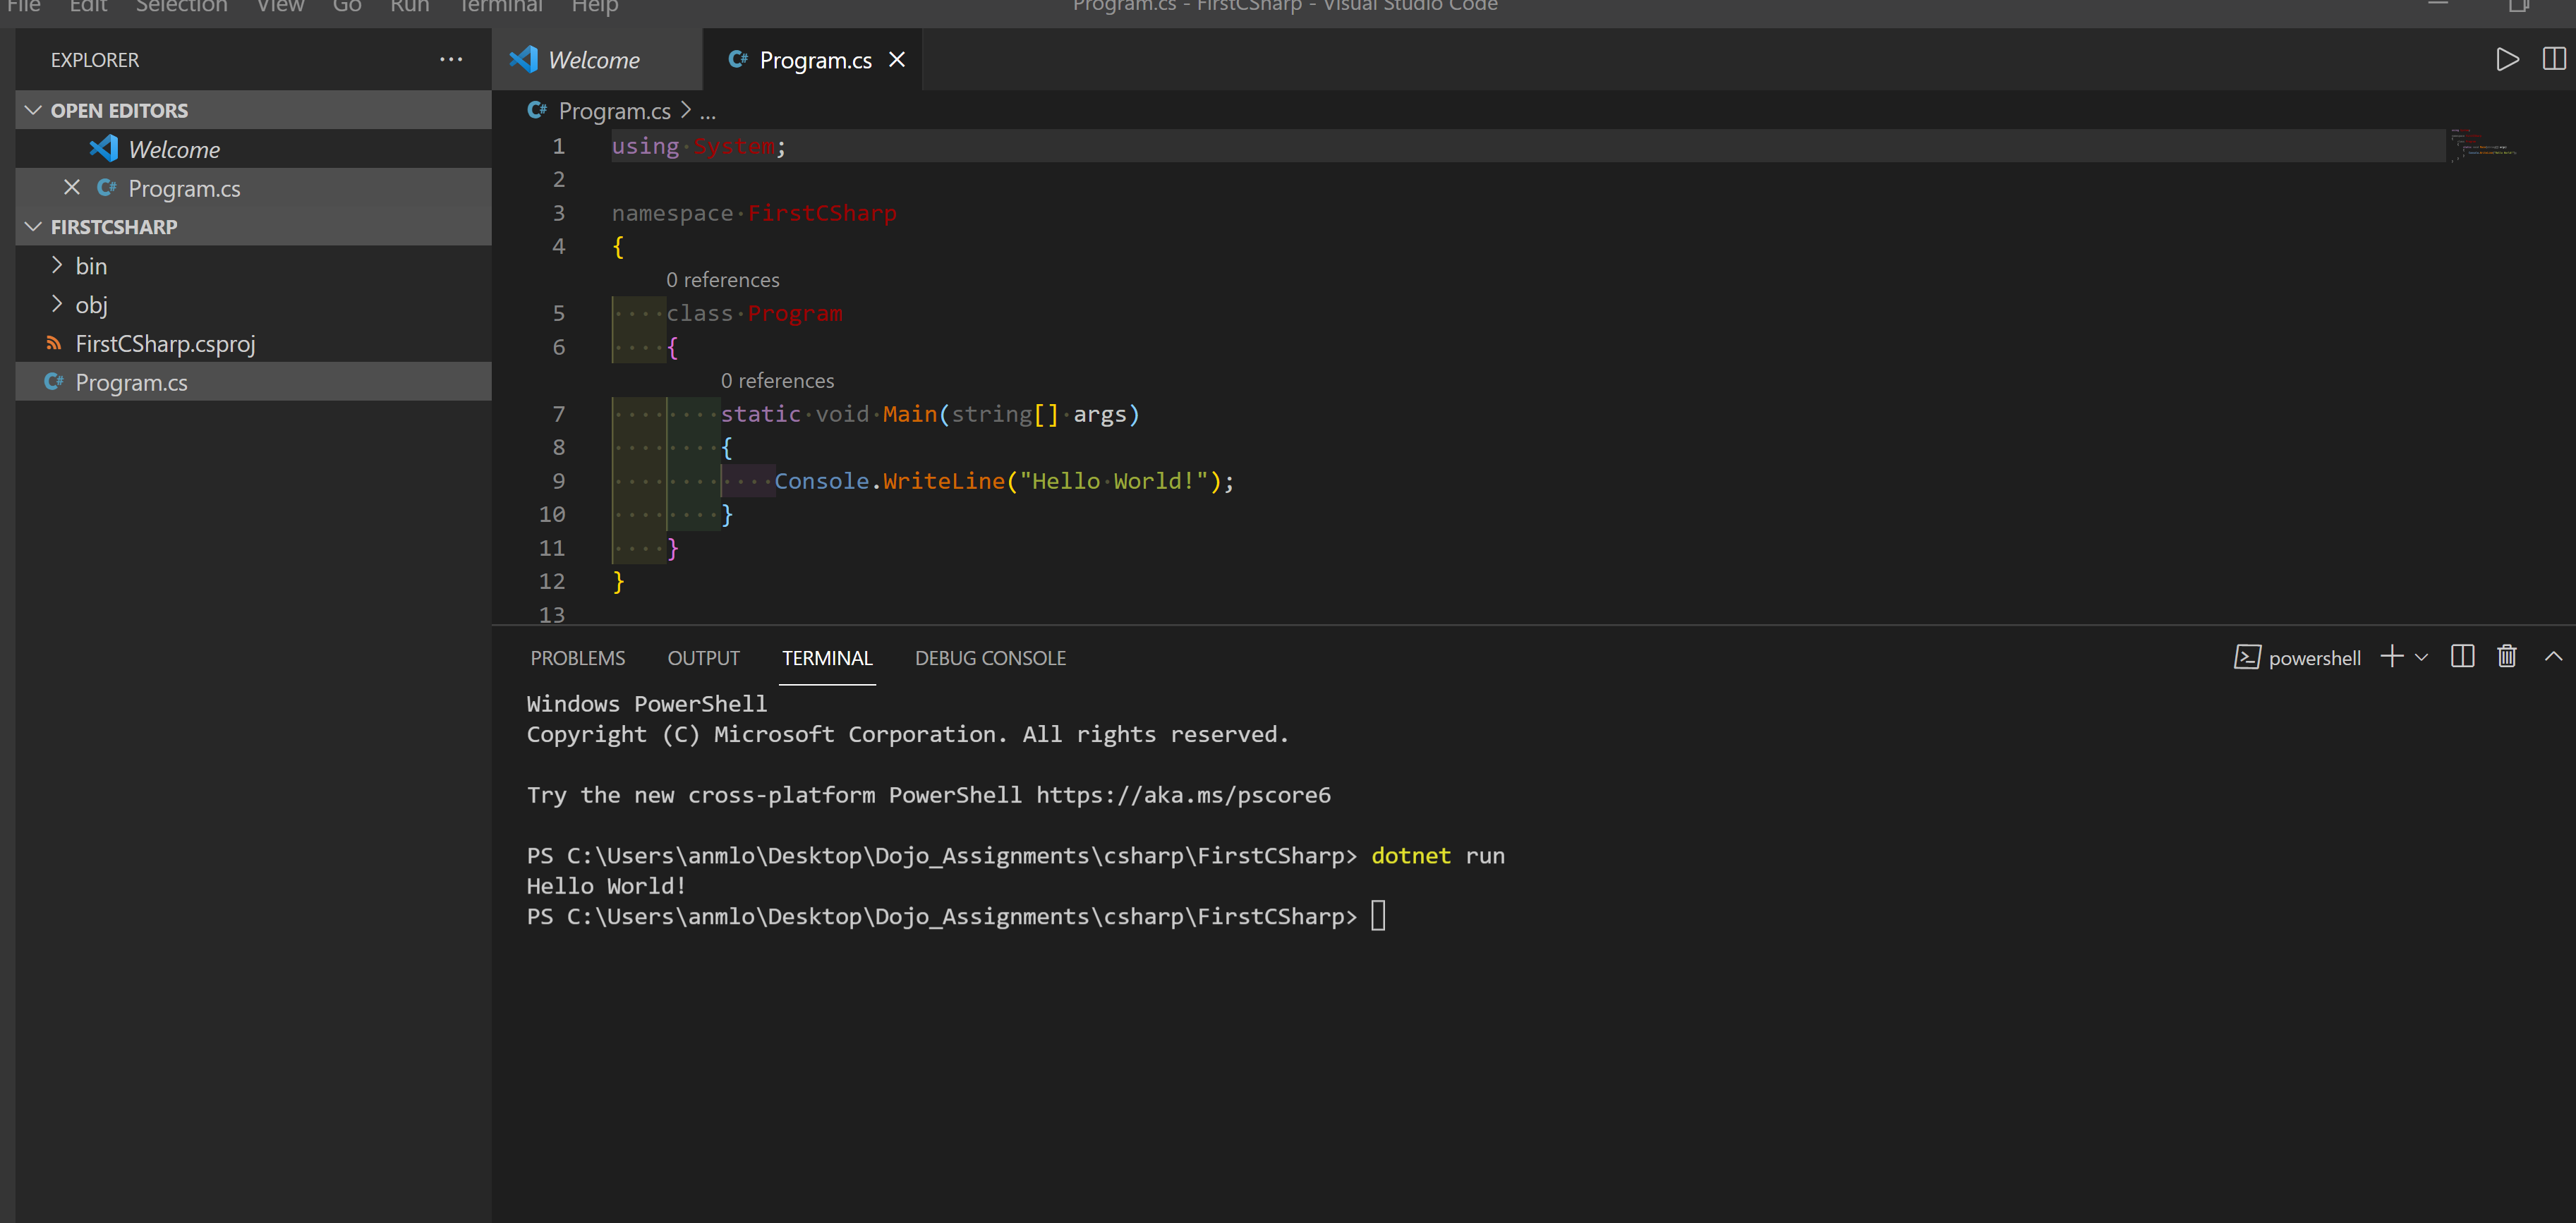 File Edit Selection View Go Run Terminal Help Program.cs - FirstCSharp - Visual Studio Code
EXPLORER
OPEN EDITORS
Welcome
Program.cs
FIRSTCSHARP
bin
obj
FirstCSharp.csproj
Program.cs
Welcome Program.cs
Program.cs > ...
1 using System;
2
3 namespace FirstCSharp
4 {
0 references
5 class Program
6 {
0 references
7 static void Main(string[] args)
8 {
9 Console.WriteLine("Hello World!");
10 }
11 }
12 }
13
PROBLEMS OUTPUT TERMINAL DEBUG CONSOLE powershell
Windows PowerShell
Copyright (C) Microsoft Corporation. All rights reserved.
Try the new cross-platform PowerShell https://aka.ms/pscore6
PS C:\Users\anmlo\Desktop\Dojo_Assignments\csharp\FirstCSharp> dotnet run
Hello World!
PS C:\Users\anmlo\Desktop\Dojo_Assignments\csharp\FirstCSharp>